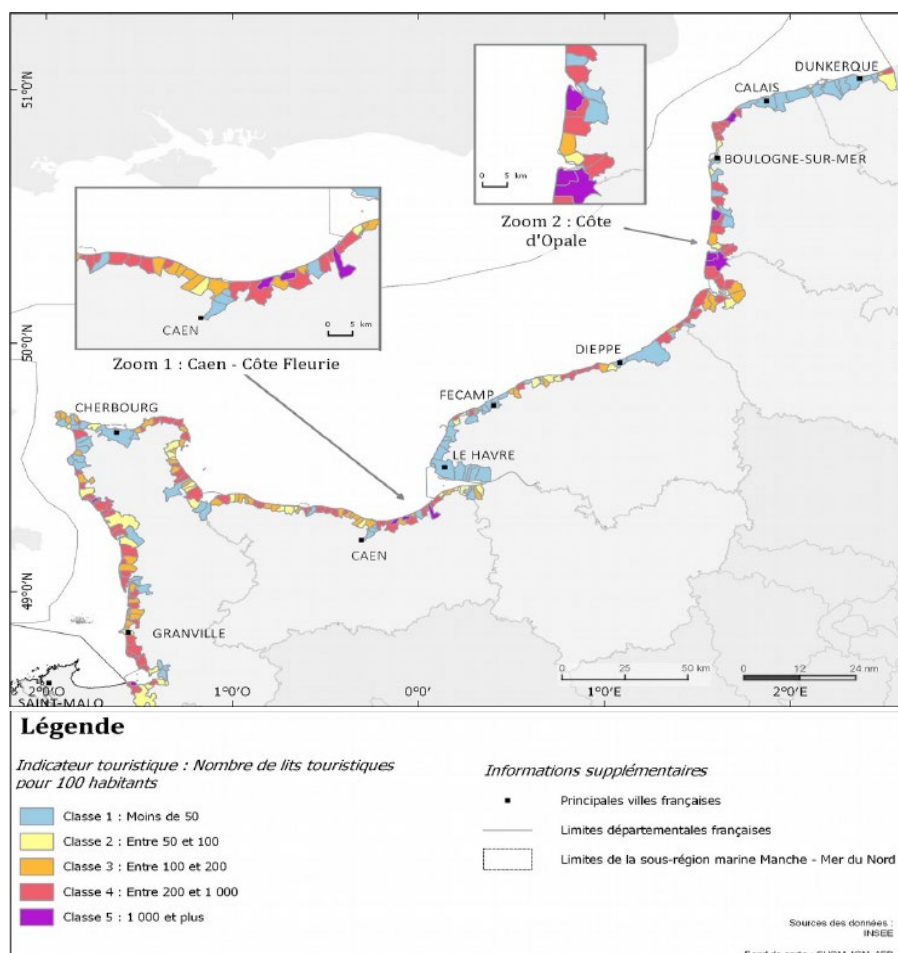 DUNKERQUE
CALAIS
51°0'N
BOULOGNE-SUR-MER
0 5 km
Zoom 2 : Côte
d'Opale
CAEN
0 5 km
Zoom 1 : Caen - Côte Fleurie
50°0'N
DIEPPE
FECAMP
CHERBOURG
LE HAVRE
CAEN
49°0'N
GRANVILLE
SAINT-MALO
0 25 50 km
0 12 24 nm
2°0'O
1°0'O
0°0'
1°0'E
2°0'E
Légende
Indicateur touristique : Nombre de lits touristiques
pour 100 habitants
Classe 1 : Moins de 50
Classe 2 : Entre 50 et 100
Classe 3 : Entre 100 et 200
Classe 4 : Entre 200 et 1 000
Classe 5 : 1 000 et plus
Informations supplémentaires
Principales villes françaises
Limites départementales françaises
Limites de la sous-région marine Manche - Mer du Nord
Sources des données :
INSEE